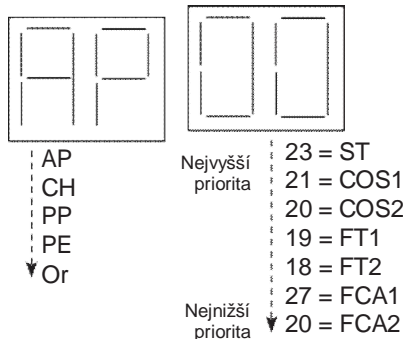 AP
00
AP
CH
PP
PE
Or
Nejvyšší
priorita
23 = ST
21 = COS1
20 = COS2
19 = FT1
18 = FT2
27 = FCA1
20 = FCA2
Nejnižší
priorita